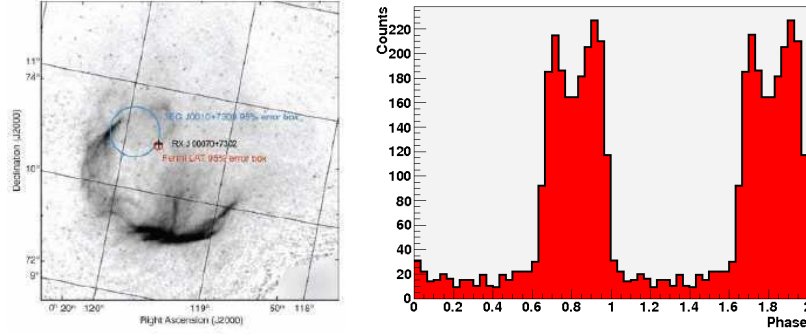 11°
74°
3EG J0010+7309 95% error box
RX J00070+7302
Fermi LAT 95% error box
10°
72°
9°
0ʰ 20ᵐ 120° 119° 50ᵐ 118°
Right Ascension (J2000)
Declination (J2000)
Counts
220
200
180
160
140
120
100
80
60
40
20
0
0 0.2 0.4 0.6 0.8 1 1.2 1.4 1.6 1.8 2
Phase